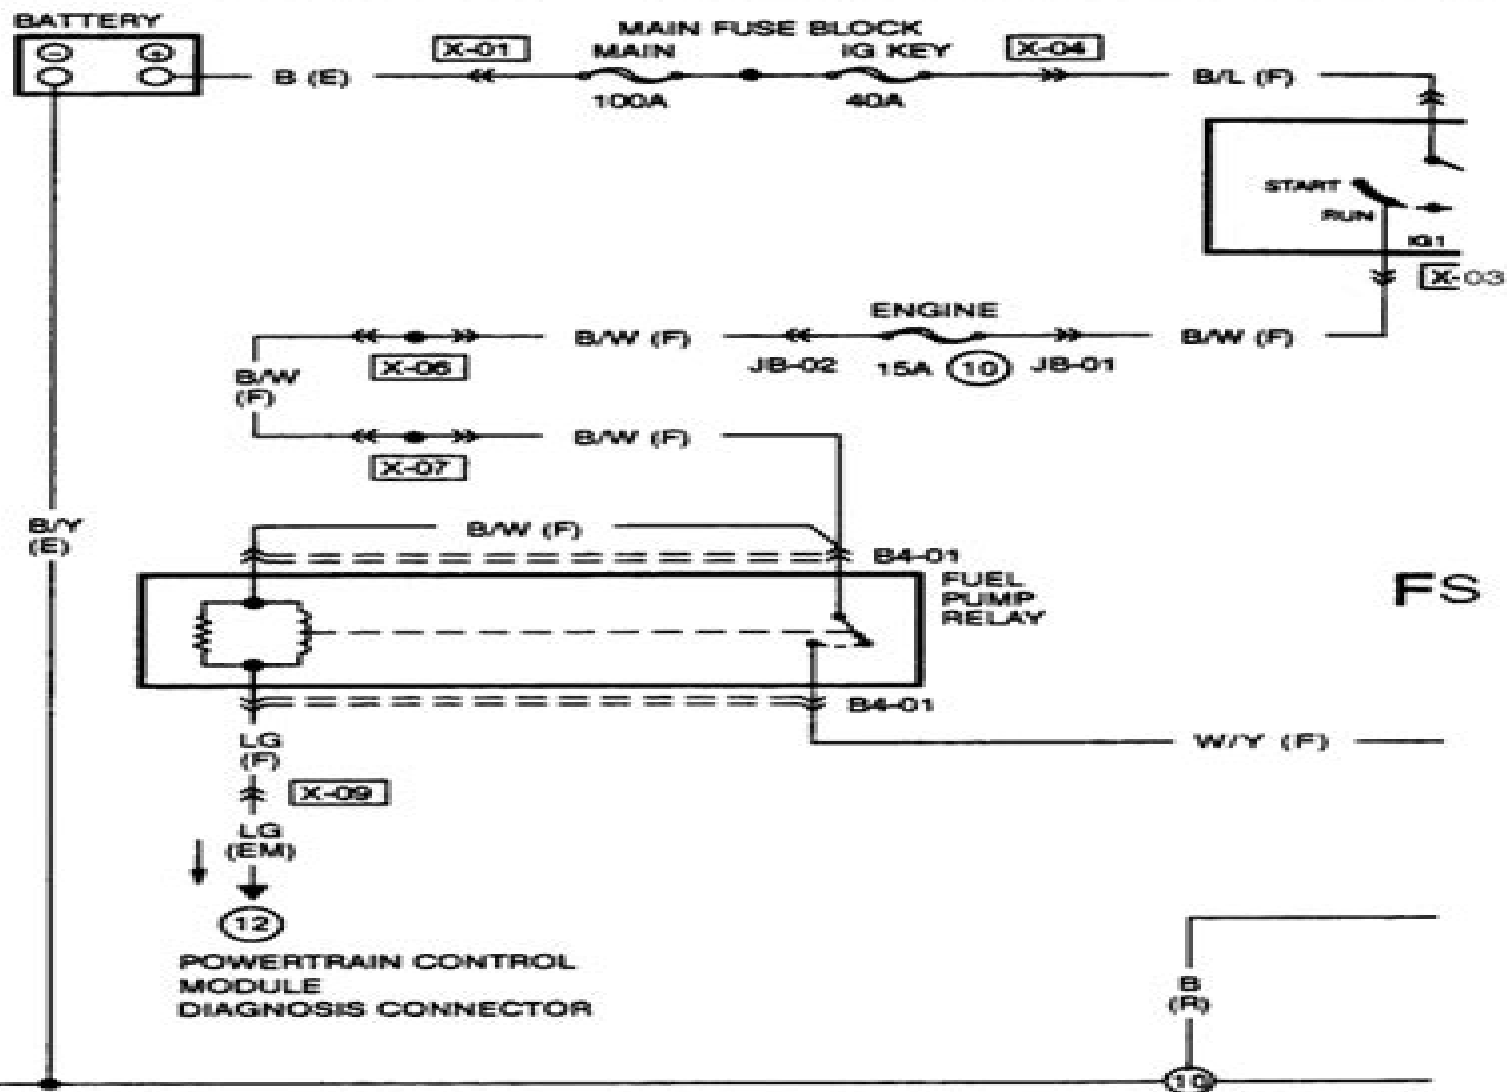 BATTERY
- +
B (E)
X-01
MAIN FUSE BLOCK
MAIN
100A
IG KEY
40A
X-04
B/L (F)
START
RUN
IG1
X-03
B/W (F)
ENGINE
JB-02
15A
10
JB-01
B/W (F)
X-06
B/W
(F)
B/W (F)
X-07
B/Y
(E)
B/W (F)
B4-01
FUEL
PUMP
RELAY
FS
B4-01
W/Y (F)
LG
(F)
X-09
LG
(EM)
12
POWERTRAIN CONTROL
MODULE
DIAGNOSIS CONNECTOR
B
(R)
10